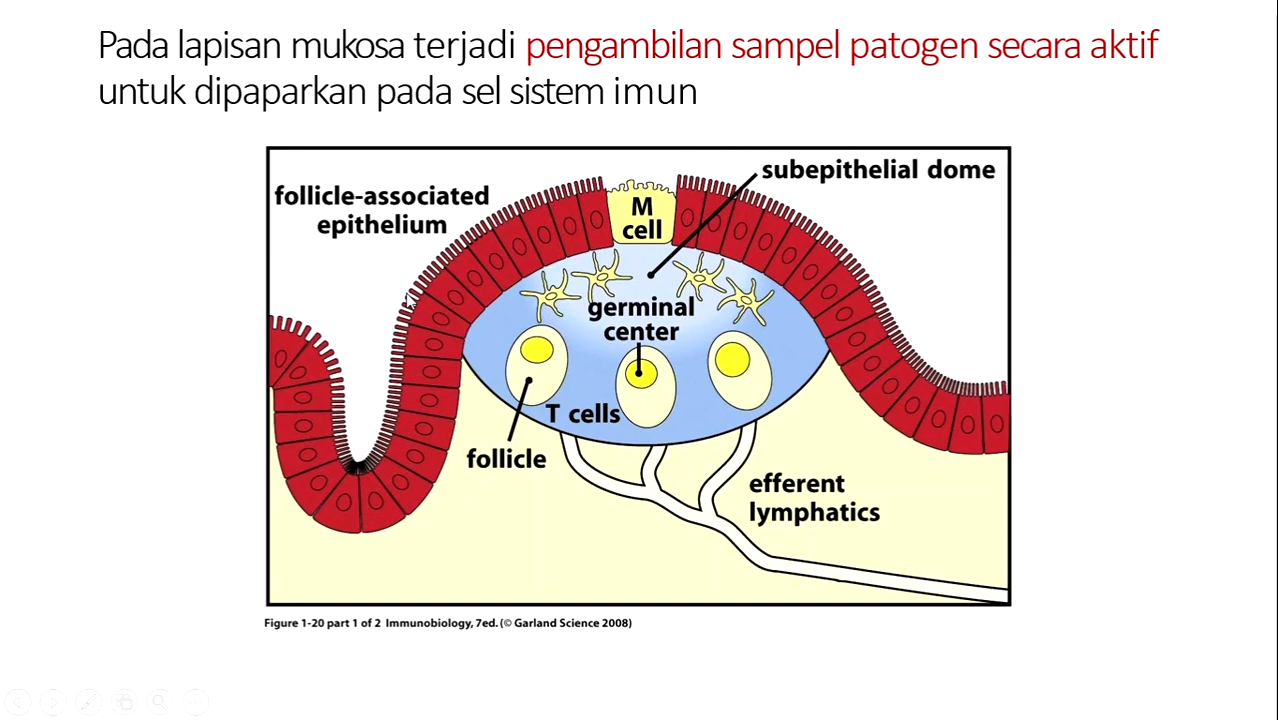 Pada lapisan mukosa terjadi pengambilan sampel patogen secara aktif
untuk dipaparkan pada sel sistem imun
subepithelial dome
follicle-associated
epithelium
M
cell
germinal
center
T cells
follicle
efferent
lymphatics
Figure 1-20 part 1 of 2 Immunobiology, 7ed. (© Garland Science 2008)